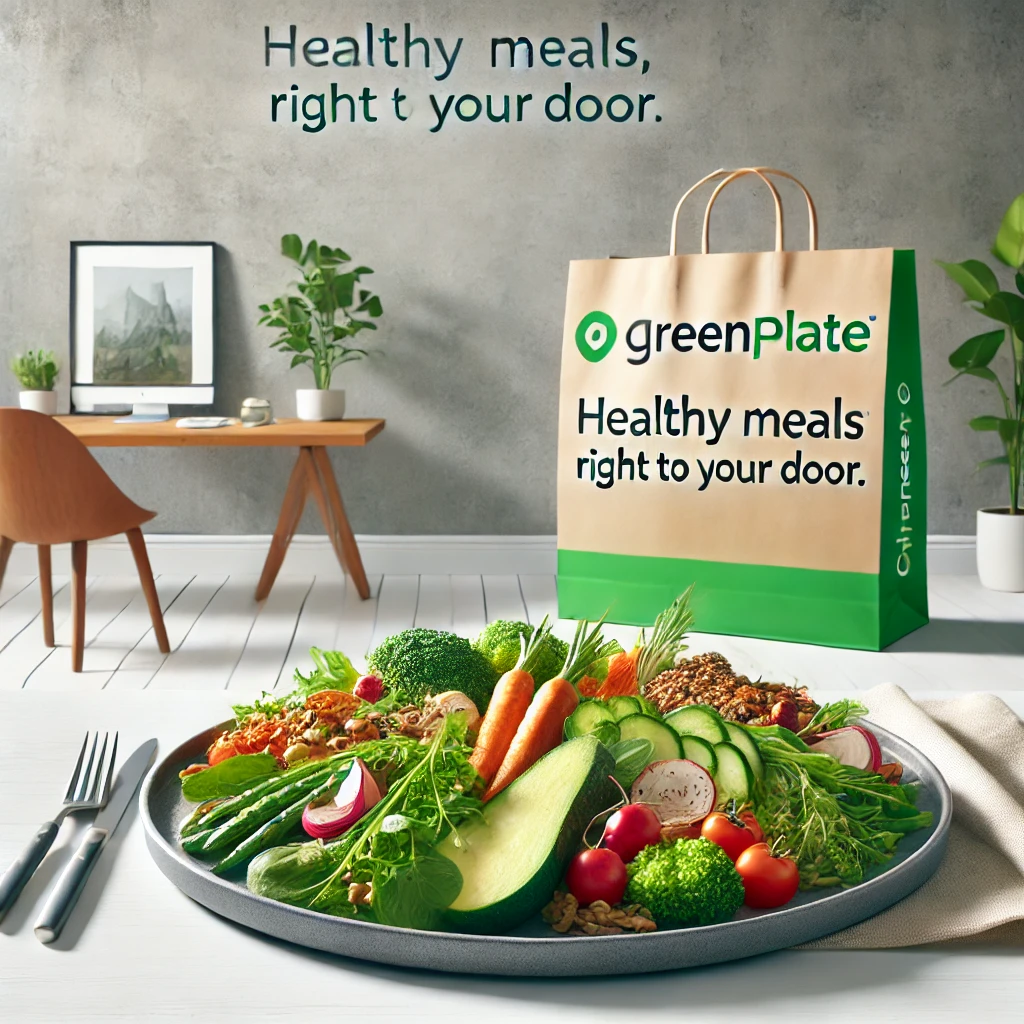 Healthy meals,
right t your door.
greenPlate
Healthy meals
right to your door.